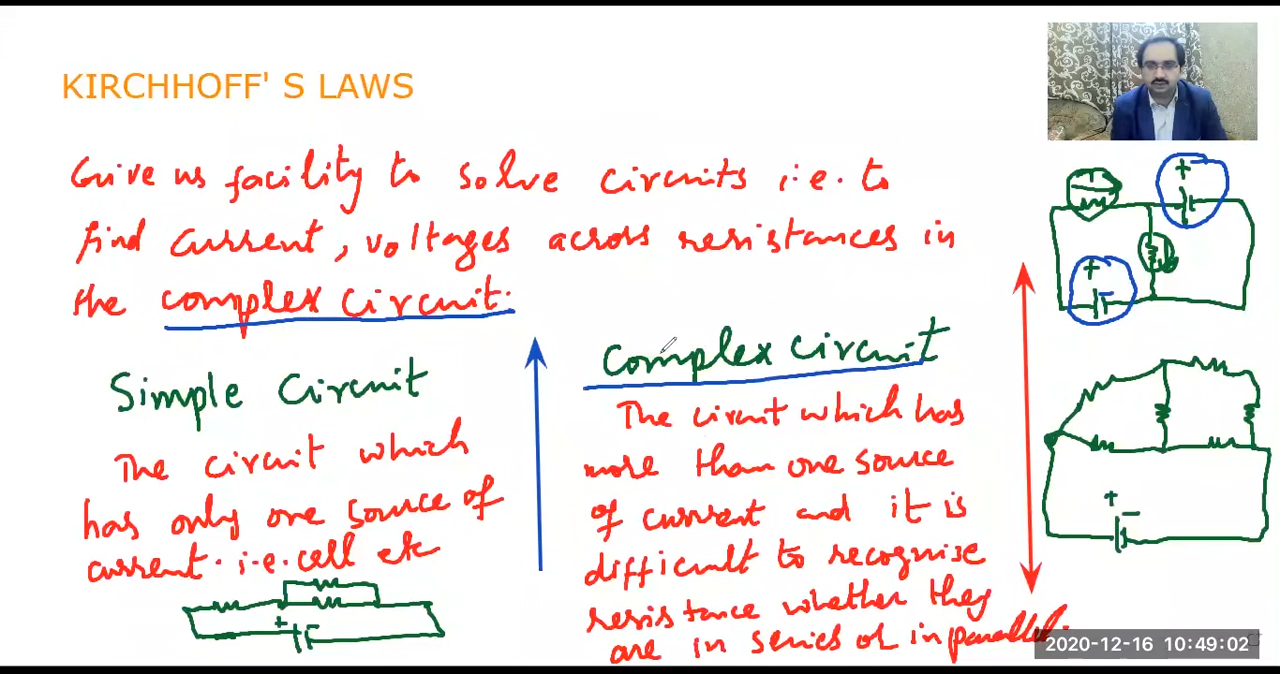 KIRCHHOFF' S LAWS
Give us facility to solve circuits i.e. to
find current, voltages across resistances in
the complex circuit.
Simple Circuit
The circuit which
has only one source of
current. i.e. cell etc
+
complex circuit
The circuit which has
more than one source
of current and it is
difficult to recognise
resistance whether they
are in series or in parallel.
+
+
+
2020-12-16 10:49:02